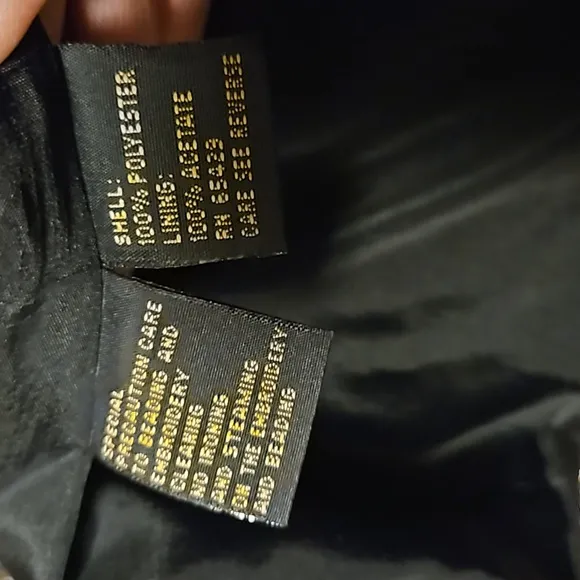 SHELL:
100% POLYESTER
LINING:
100% ACETATE
RN 65423
CARE SEE REVERSE
SPECIAL
PRECAUTION CARE
TO BEADING AND
EMBROIDERY
CLEANING
NO IRONING
AND STEAMING
ON THE EMBROIDERY
AND BEADING